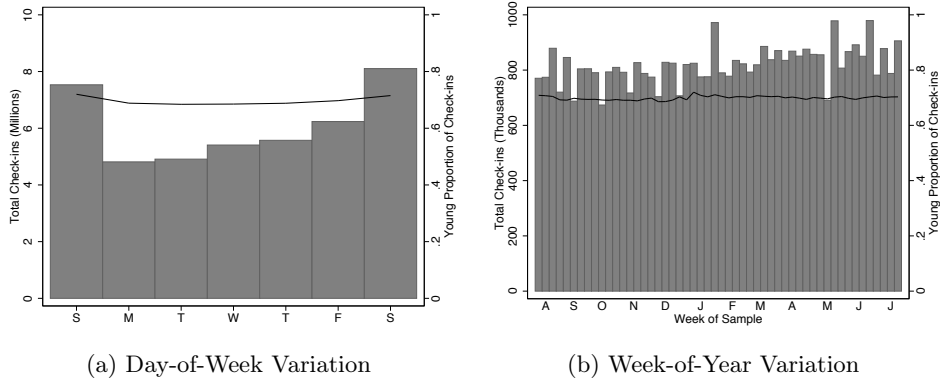 Total Check-ins (Millions)
0 2 4 6 8 10
S M T W T F S
0 .2 .4 .6 .8 1
Young Proportion of Check-ins
(a) Day-of-Week Variation
Total Check-ins (Thousands)
0 200 400 600 800 1000
A S O N D J F M A M J J
Week of Sample
0 .2 .4 .6 .8 1
Young Proportion of Check-ins
(b) Week-of-Year Variation